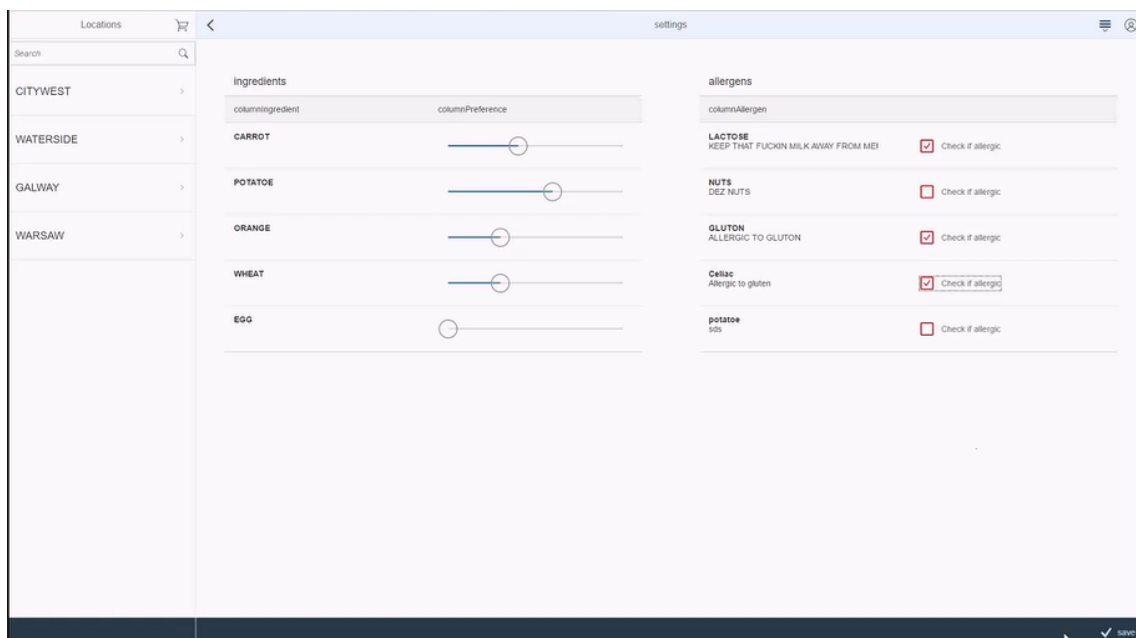 Locations
settings
Search
CITYWEST
WATERSIDE
GALWAY
WARSAW
ingredients
columnIngredient columnPreference
CARROT
POTATOE
ORANGE
WHEAT
EGG
allergens
columnAllergen
LACTOSE
KEEP THAT FUCKIN MILK AWAY FROM ME!
Check if allergic
NUTS
DEZ NUTS
Check if allergic
GLUTON
ALLERGIC TO GLUTON
Check if allergic
Celiac
Allergic to gluten
Check if allergic
potatoe
sds
Check if allergic
save